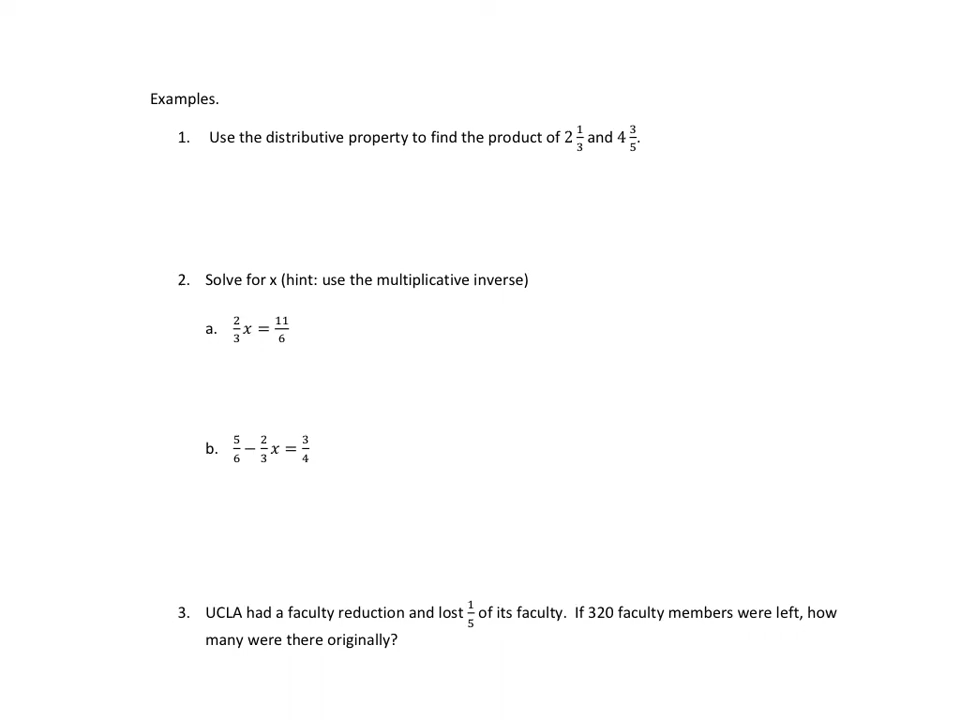 Examples.
1. Use the distributive property to find the product of 2 1/3 and 4 3/5.
2. Solve for x (hint: use the multiplicative inverse)
a. 2/3 x = 11/6
b. 5/6 − 2/3 x = 3/4
3. UCLA had a faculty reduction and lost 1/5 of its faculty. If 320 faculty members were left, how
many were there originally?